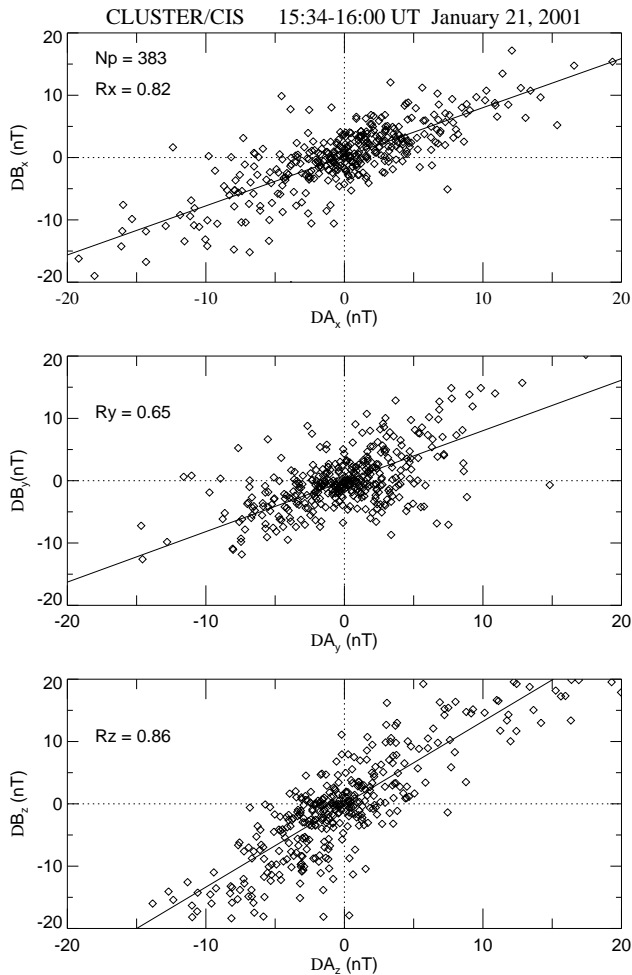 CLUSTER/CIS 15:34-16:00 UT January 21, 2001
20
10
0
-10
-20
DBx (nT)
Np = 383
Rx = 0.82
-20 -10 0 10 20
DAx (nT)
20
10
0
-10
-20
DBy(nT)
Ry = 0.65
-20 -10 0 10 20
DAy (nT)
20
10
0
-10
-20
DBz (nT)
Rz = 0.86
-20 -10 0 10 20
DAz (nT)